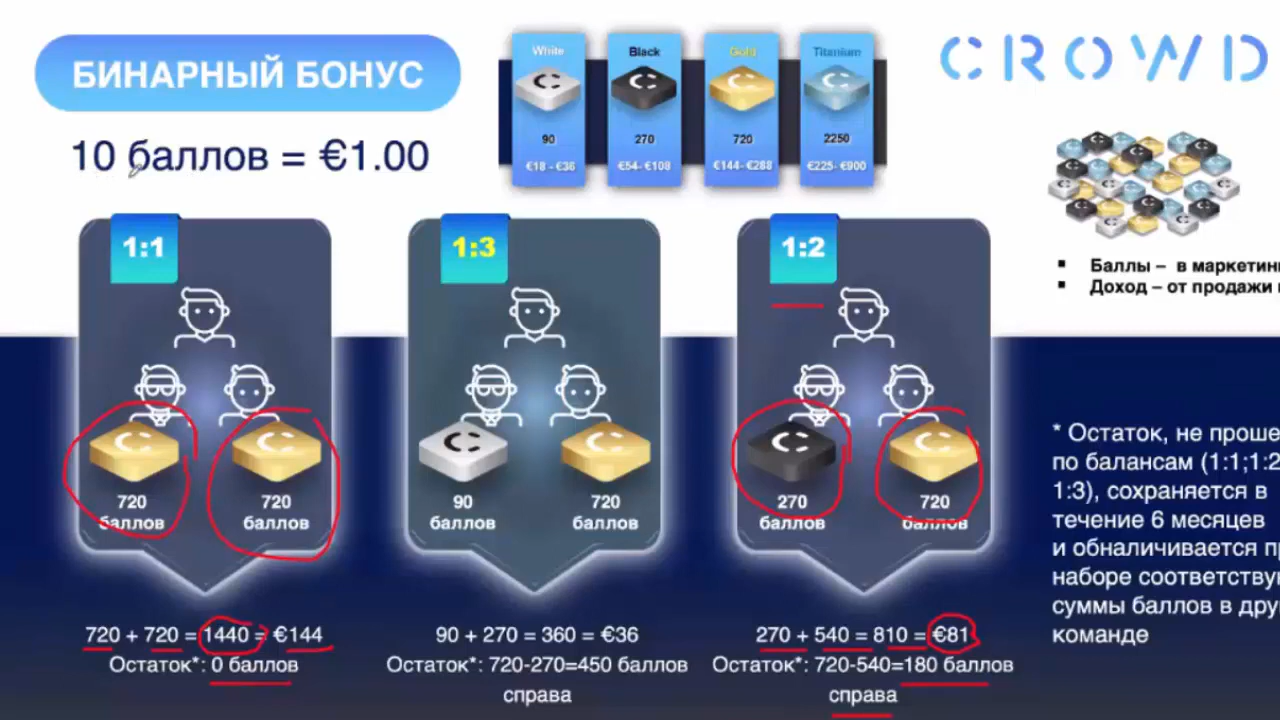 БИНАРНЫЙ БОНУС
10 баллов = €1.00
White
90
€18 - €36
Black
270
€54- €108
Gold
720
€144- €288
Titanium
2250
€225- €900
CROWD
Баллы – в маркетин
Доход – от продажи
1:1
720
баллов
720
баллов
720 + 720 = 1440 = €144
Остаток*: 0 баллов
1:3
90
баллов
720
баллов
90 + 270 = 360 = €36
Остаток*: 720-270=450 баллов
справа
1:2
270
баллов
720
баллов
270 + 540 = 810 = €81
Остаток*: 720-540=180 баллов
справа
* Остаток, не проше
по балансам (1:1;1:2
1:3), сохраняется в
течение 6 месяцев
и обналичивается п
наборе соответству
суммы баллов в дру
команде